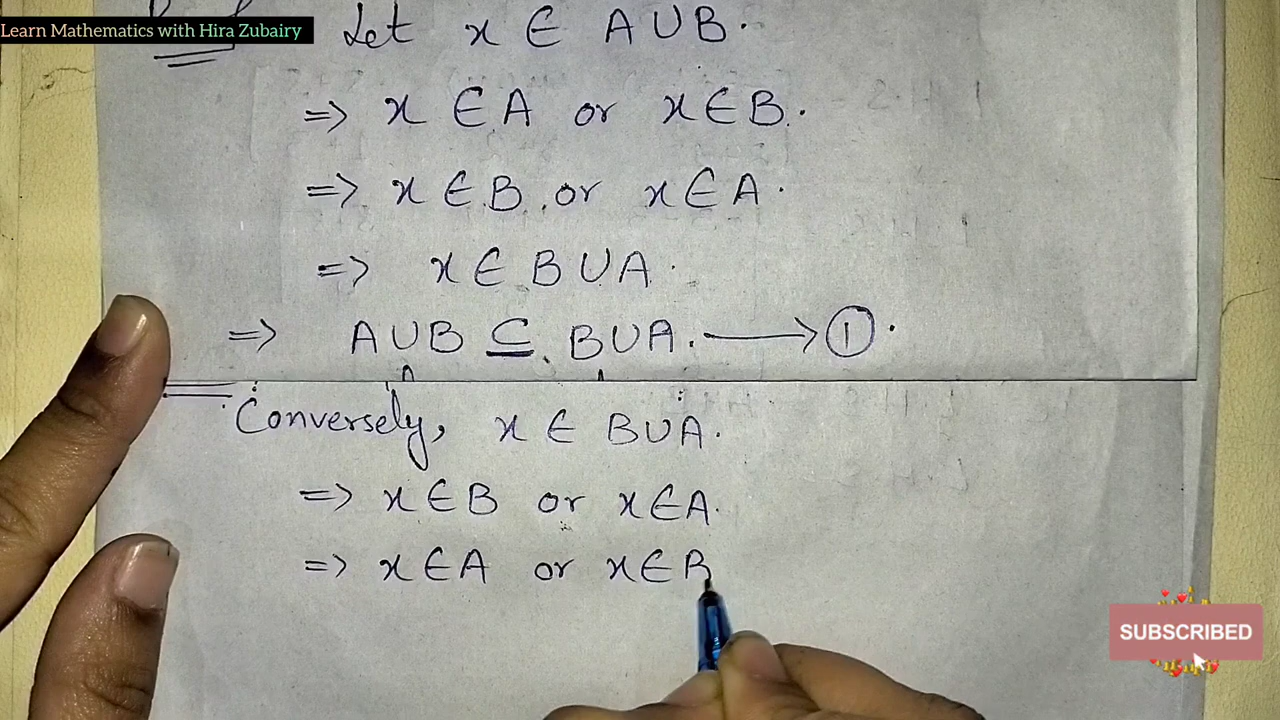 Learn Mathematics with Hira Zubairy
Let x ∈ A ∪ B.
=> x ∈ A or x ∈ B.
=> x ∈ B or x ∈ A.
=> x ∈ B ∪ A.
=> A ∪ B ⊆ B ∪ A. ⟶ ①.
Conversely, x ∈ B ∪ A.
=> x ∈ B or x ∈ A.
=> x ∈ A or x ∈ B
SUBSCRIBED